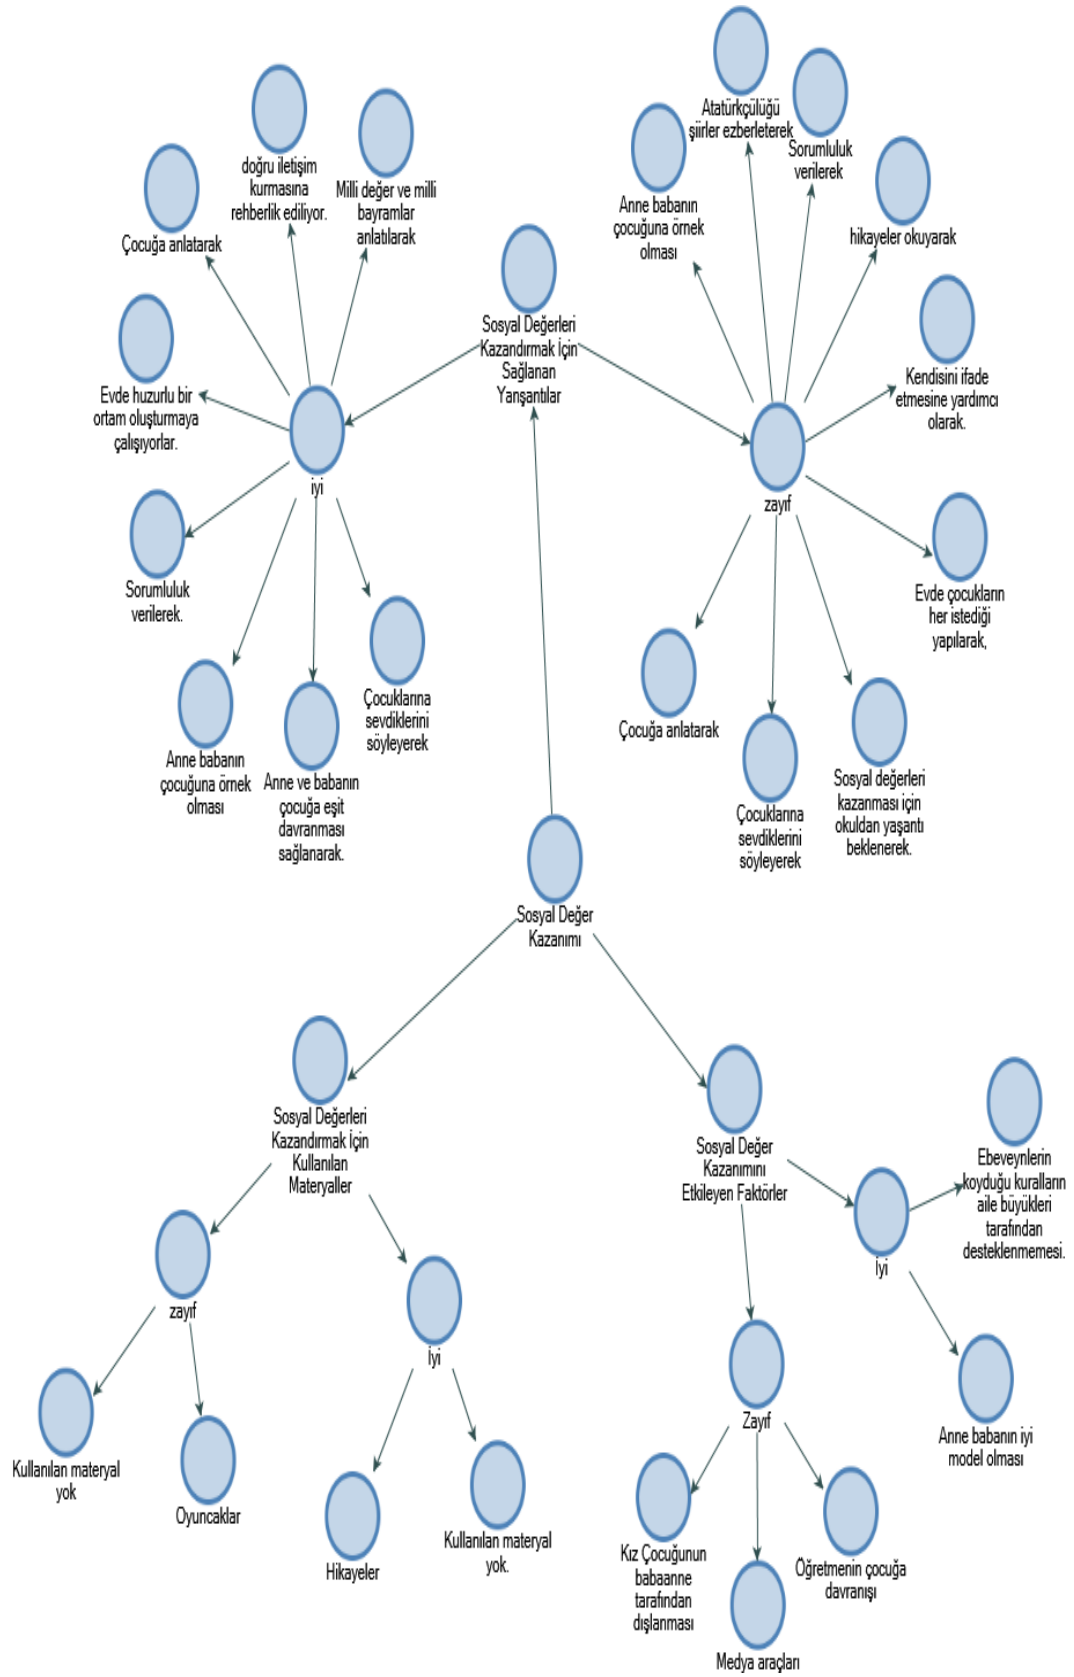 Atatürkçülüğü
şiirler ezberleterek
Sorumluluk
verilerek
doğru iletişim
kurmasına
rehberlik ediliyor.
Milli değer ve milli
bayramlar
anlatılarak
Anne babanın
çocuğuna örnek
olması
hikayeler okuyarak
Çocuğa anlatarak
Sosyal Değerleri
Kazandırmak İçin
Sağlanan
Yanşantılar
Evde huzurlu bir
ortam oluşturmaya
çalışıyorlar.
Kendisini ifade
etmesine yardımcı
olarak.
iyi
zayıf
Sorumluluk
verilerek.
Evde çocukların
her istediği
yapılarak,
Çocuklarına
sevdiklerini
söyleyerek
Çocuğa anlatarak
Anne babanın
çocuğuna örnek
olması
Anne ve babanın
çocuğa eşit
davranması
sağlanarak.
Çocuklarına
sevdiklerini
söyleyerek
Sosyal değerleri
kazanması için
okuldan yaşantı
beklenerek.
Sosyal Değer
Kazanımı
Sosyal Değerleri
Kazandırmak İçin
Kullanılan
Materyaller
Sosyal Değer
Kazanımını
Etkileyen Faktörler
Ebeveynlerin
koyduğu kuralların
aile büyükleri
tarafından
desteklenmemesi.
İyi
zayıf
İyi
Zayıf
Anne babanın iyi
model olması
Kullanılan materyal
yok
Oyuncaklar
Hikayeler
Kullanılan materyal
yok.
Kız Çocuğunun
babaanne
tarafından
dışlanması
Öğretmenin çocuğa
davranışı
Medya araçları